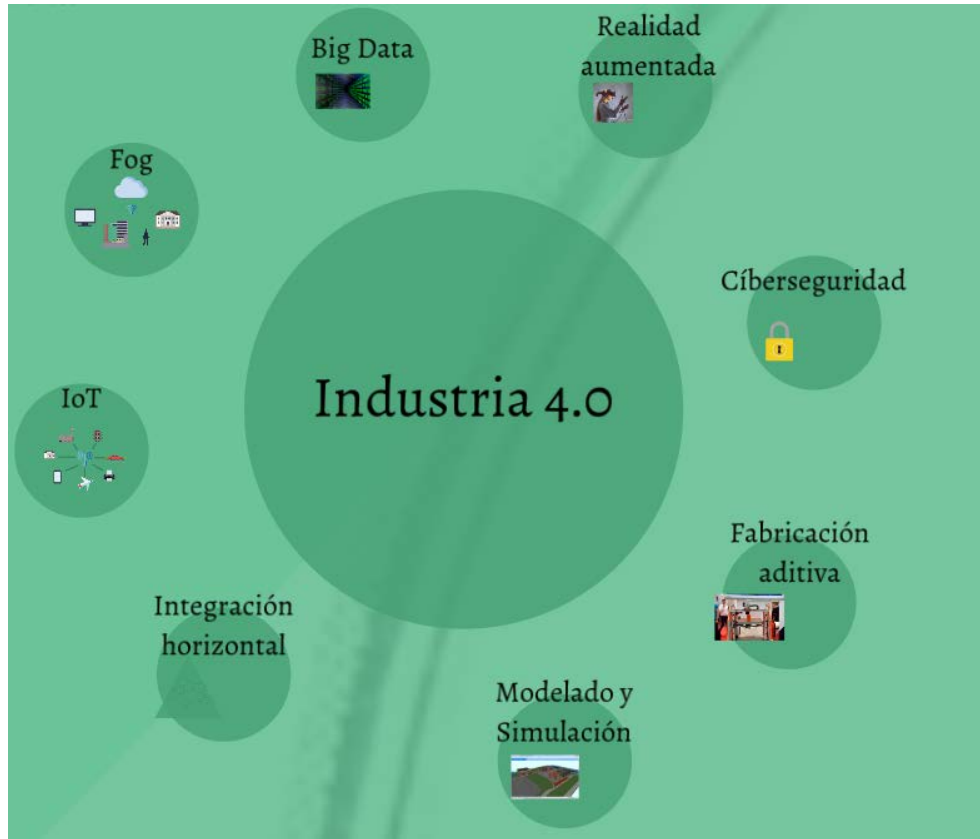 Big Data
Realidad
aumentada
Fog
Cíberseguridad
IoT
Industria 4.0
Fabricación
aditiva
Integración
horizontal
Modelado y
Simulación